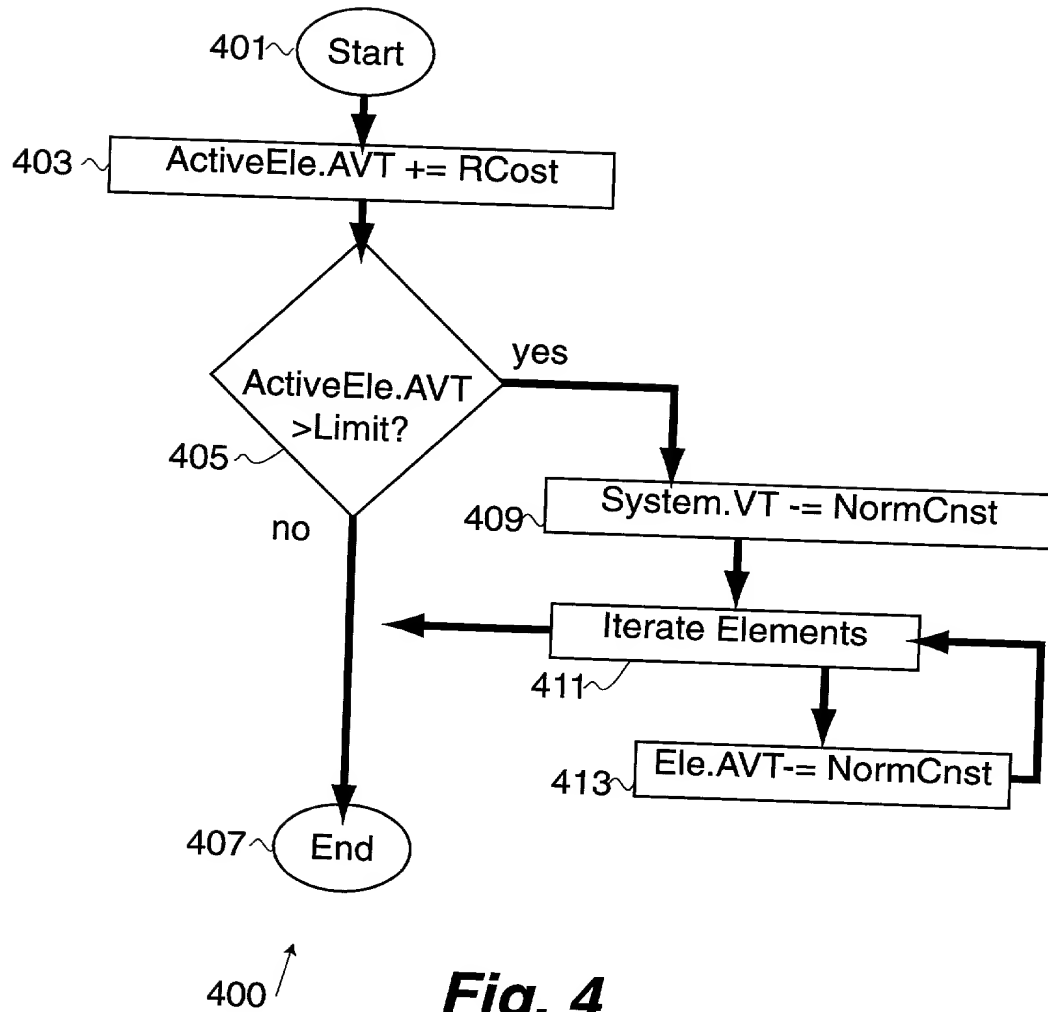 401
Start
403
ActiveEle.AVT += RCost
yes
ActiveEle.AVT
>Limit?
405
no
System.VT -= NormCnst
409
Iterate Elements
411
Ele.AVT-= NormCnst
413
407
End
400
Fig. 4